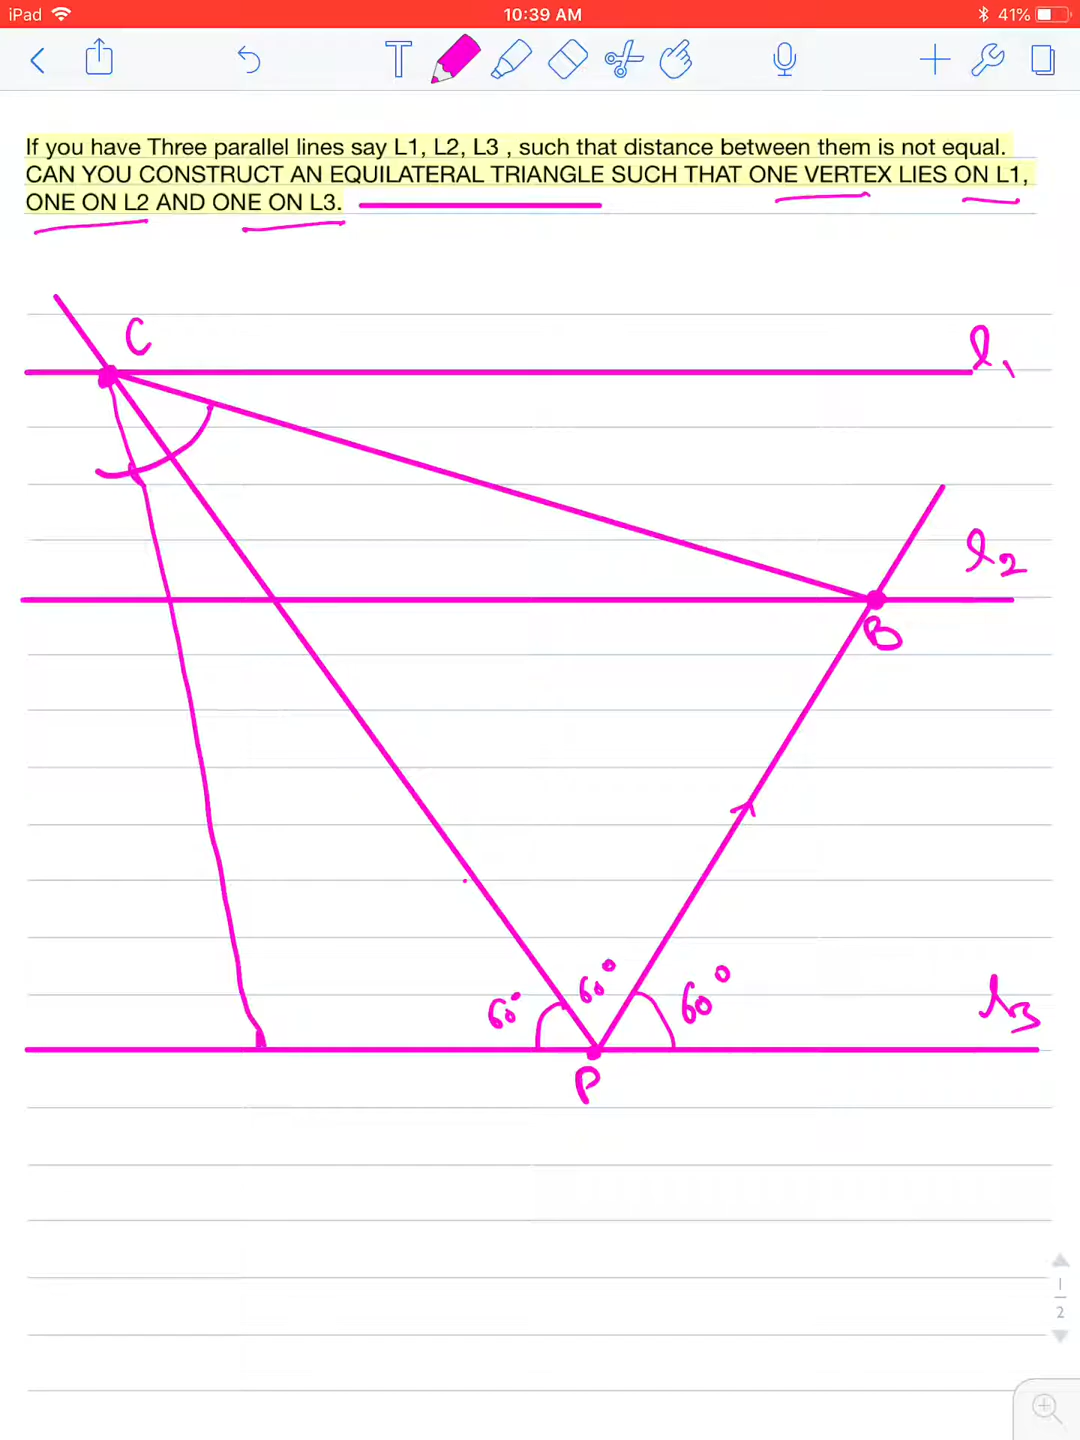 iPad 10:39 AM 41%
T
If you have Three parallel lines say L1, L2, L3 , such that distance between them is not equal.
CAN YOU CONSTRUCT AN EQUILATERAL TRIANGLE SUCH THAT ONE VERTEX LIES ON L1,
ONE ON L2 AND ONE ON L3.
C
l1
l2
B
60° 60° 60°
l3
P
1
2